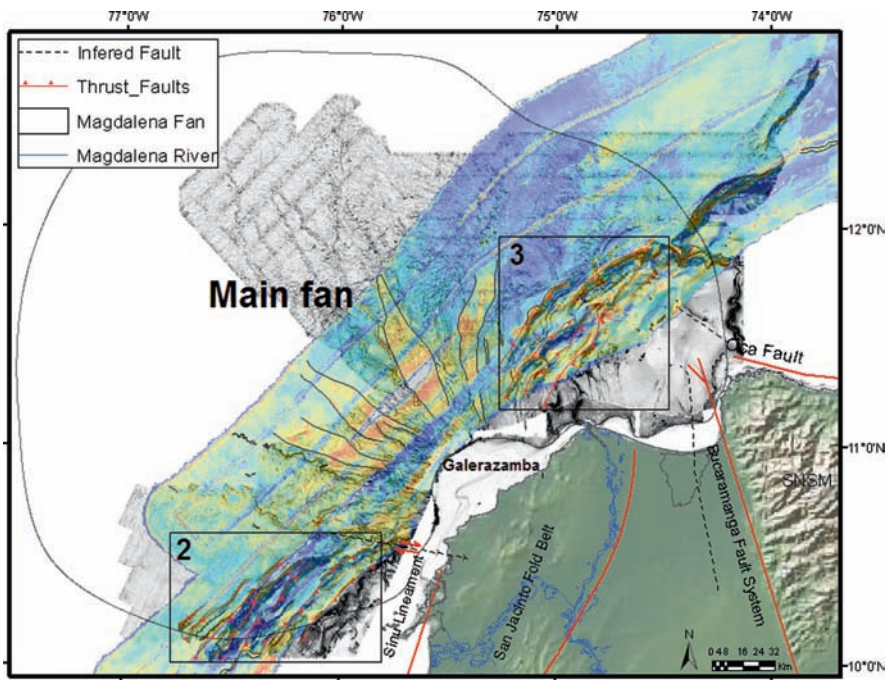 77°0'W
76°0'W
75°0'W
74°0'W
Infered Fault
Thrust_Faults
Magdalena Fan
Magdalena River
12°0'N
3
Main fan
Oca Fault
11°0'N
Galerazamba
SNSM
Bucaramanga Fault System
2
San Jacinto Fold Belt
Sinu Lineament
N
0 4 8 16 24 32
Km
10°0'N